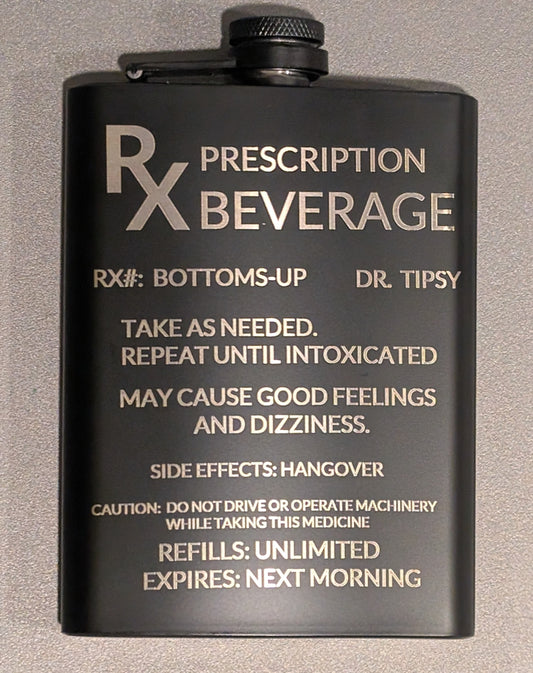 RX PRESCRIPTION
BEVERAGE
RX#: BOTTOMS-UP DR. TIPSY
TAKE AS NEEDED.
REPEAT UNTIL INTOXICATED
MAY CAUSE GOOD FEELINGS
AND DIZZINESS.
SIDE EFFECTS: HANGOVER
CAUTION: DO NOT DRIVE OR OPERATE MACHINERY
WHILE TAKING THIS MEDICINE
REFILLS: UNLIMITED
EXPIRES: NEXT MORNING